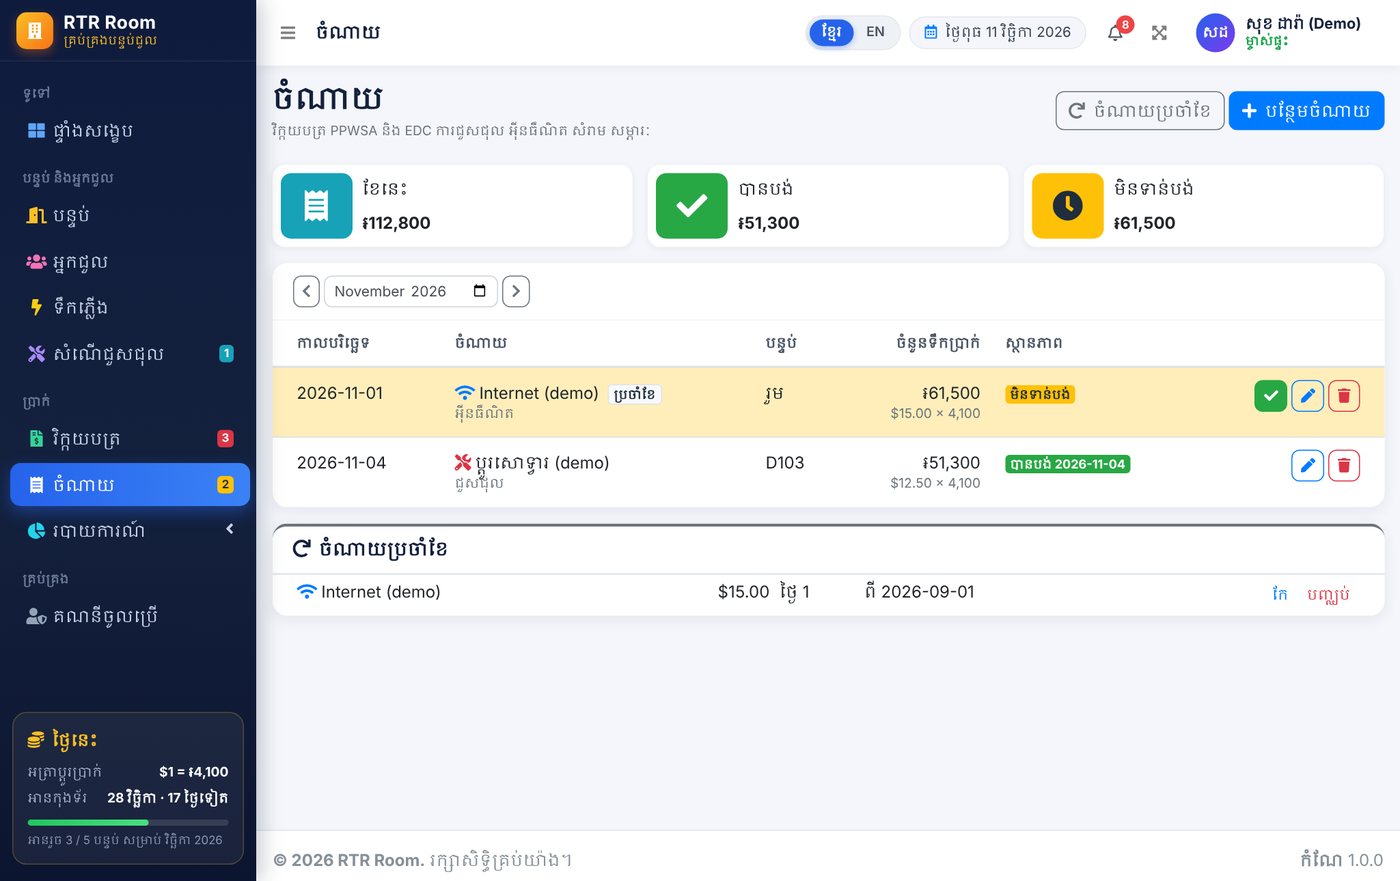 RTR Room
គ្រប់គ្រងបន្ទប់ជួល
ទូទៅ
ផ្ទាំងសង្ខេប
បន្ទប់ និងអ្នកជួល
បន្ទប់
អ្នកជួល
ទឹកភ្លើង
សំណើជួសជុល 1
ប្រាក់
វិក្កយបត្រ 3
ចំណាយ 2
របាយការណ៍
គ្រប់គ្រង
គណនីចូលប្រើ
ថ្ងៃនេះ
អត្រាប្តូរប្រាក់ $1 = ៛4,100
អានកុងទ័រ 28 វិច្ឆិកា · 17 ថ្ងៃទៀត
អានរួច 3 / 5 បន្ទប់ សម្រាប់ វិច្ឆិកា 2026
ចំណាយ
ខ្មែរ EN
ថ្ងៃពុធ 11 វិច្ឆិកា 2026
8
សដ
សុខ ដារ៉ា (Demo)
ម្ចាស់ផ្ទះ
ចំណាយ
វិក្កយបត្រ PPWSA និង EDC ការជួសជុល អ៊ីនធឺណិត សំរាម សម្ភារៈ
ចំណាយប្រចាំខែ
បន្ថែមចំណាយ
ខែនេះ
៛112,800
បានបង់
៛51,300
មិនទាន់បង់
៛61,500
November 2026
កាលបរិច្ឆេទ ចំណាយ បន្ទប់ ចំនួនទឹកប្រាក់ ស្ថានភាព
2026-11-01 Internet (demo) ប្រចាំខែ រួម ៛61,500 មិនទាន់បង់
អ៊ីនធឺណិត $15.00 × 4,100
2026-11-04 ប្តូរសោទ្វារ (demo) D103 ៛51,300 បានបង់ 2026-11-04
ជួសជុល $12.50 × 4,100
ចំណាយប្រចាំខែ
Internet (demo) $15.00 ថ្ងៃ 1 ពី 2026-09-01 កែ បញ្ឈប់
© 2026 RTR Room. រក្សាសិទ្ធិគ្រប់យ៉ាង។
កំណែ 1.0.0